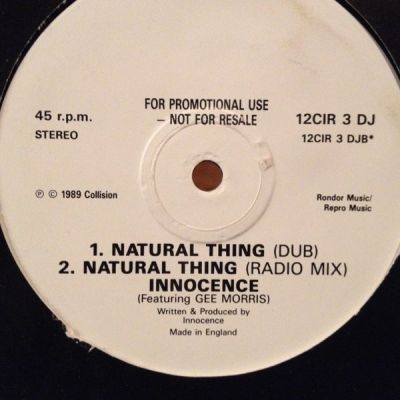 FOR PROMOTIONAL USE
– NOT FOR RESALE
45 r.p.m.
STEREO
12CIR 3 DJ
12CIR 3 DJB*
℗ © 1989 Collision
Rondor Music/
Repro Music
1. NATURAL THING (DUB)
2. NATURAL THING (RADIO MIX)
INNOCENCE
(Featuring GEE MORRIS)
Written & Produced by
Innocence
Made in England